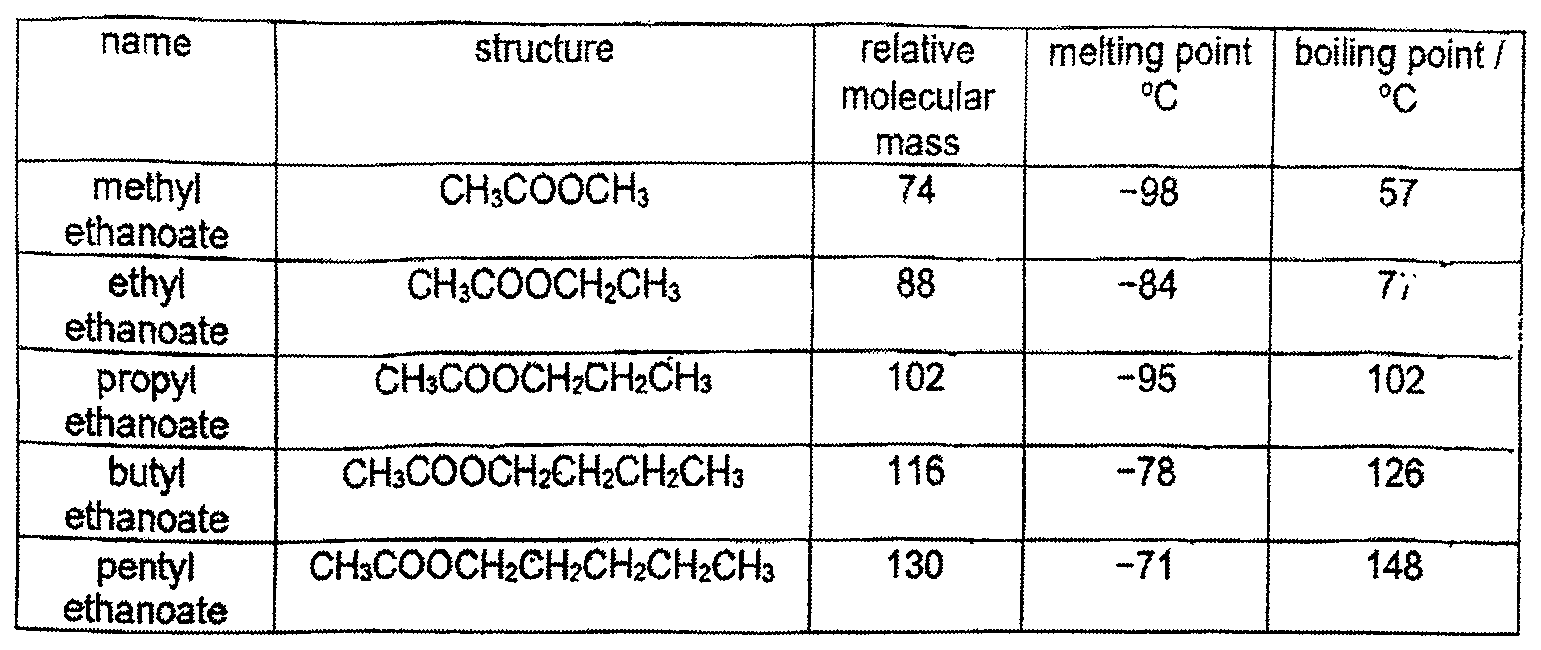 name structure relative molecular mass melting point °C boiling point / °C
methyl ethanoate CH₃COOCH₃ 74 −98 57
ethyl ethanoate CH₃COOCH₂CH₃ 88 −84 77
propyl ethanoate CH₃COOCH₂CH₂CH₃ 102 −95 102
butyl ethanoate CH₃COOCH₂CH₂CH₂CH₃ 116 −78 126
pentyl ethanoate CH₃COOCH₂CH₂CH₂CH₂CH₃ 130 −71 148